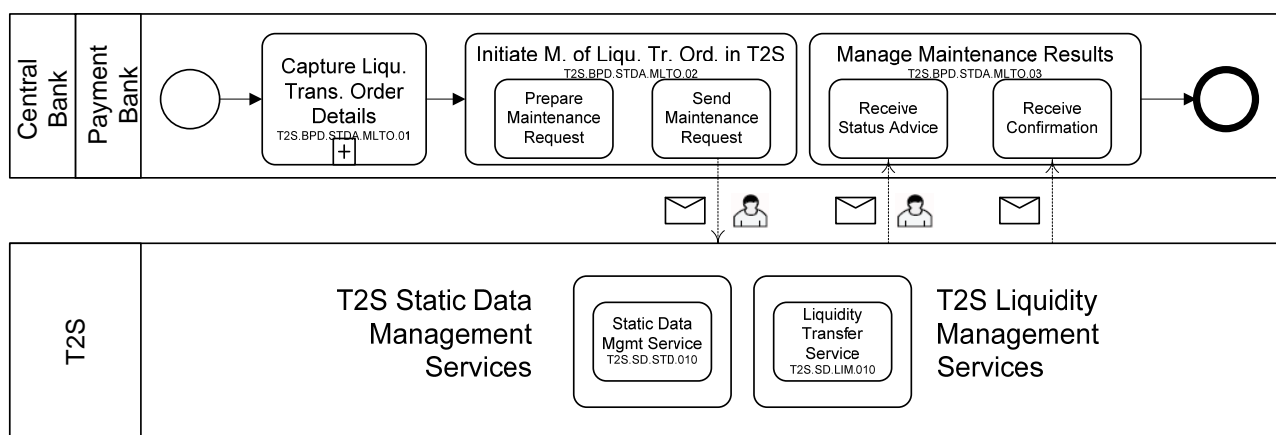 Central
Bank
Payment
Bank
Capture Liqu.
Trans. Order
Details
T2S.BPD.STDA.MLTO.01
Initiate M. of Liqu. Tr. Ord. in T2S
T2S.BPD.STDA.MLTO.02
Prepare
Maintenance
Request
Send
Maintenance
Request
Manage Maintenance Results
T2S.BPD.STDA.MLTO.03
Receive
Status Advice
Receive
Confirmation
T2S
T2S Static Data
Management
Services
Static Data
Mgmt Service
T2S.SD.STD.010
Liquidity
Transfer
Service
T2S.SD.LIM.010
T2S Liquidity
Management
Services